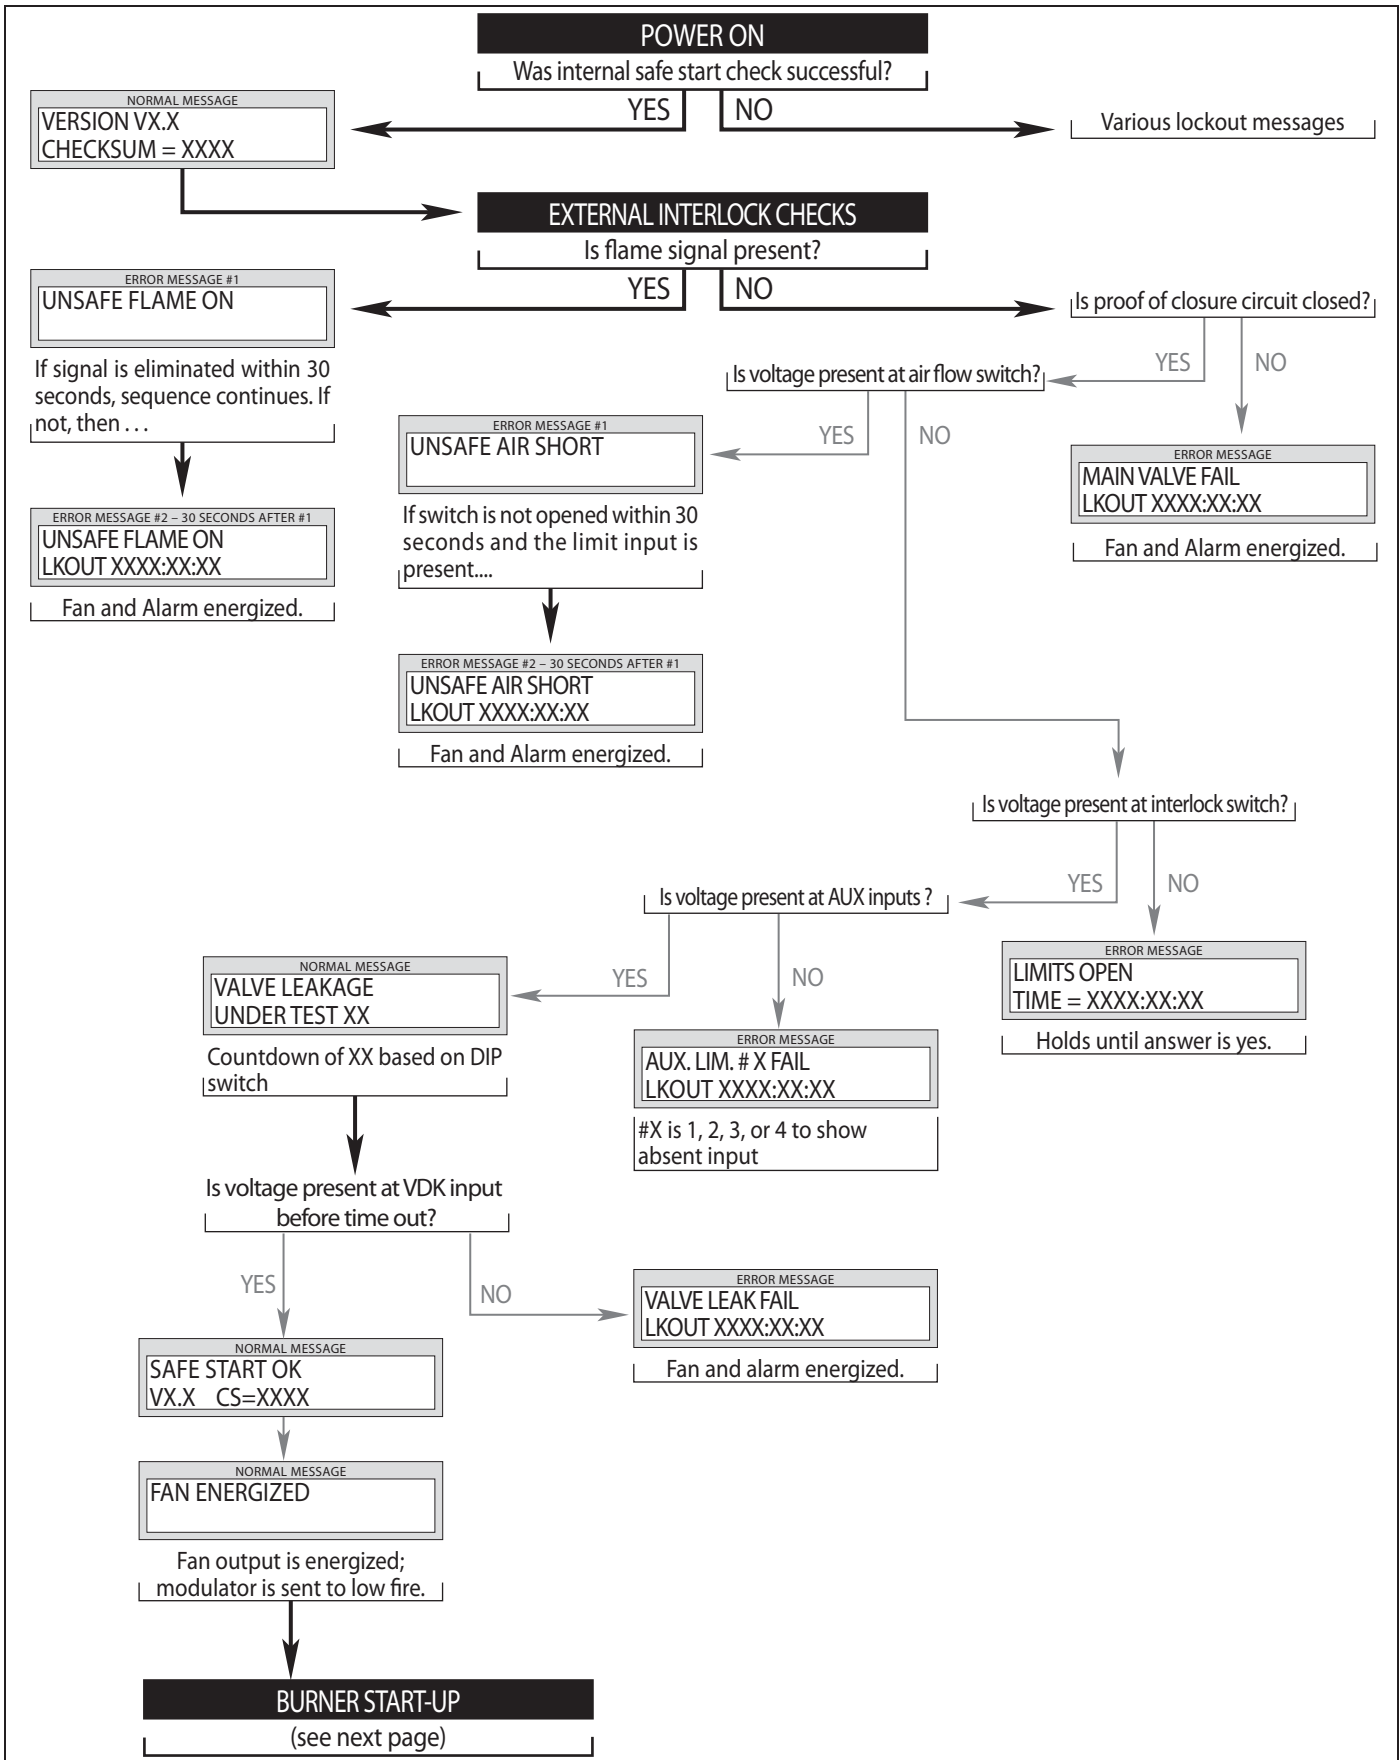 POWER ON
Was internal safe start check successful?
YES
NO
NORMAL MESSAGE
VERSION VX.X
CHECKSUM = XXXX
Various lockout messages
EXTERNAL INTERLOCK CHECKS
Is flame signal present?
YES
NO
ERROR MESSAGE #1
UNSAFE FLAME ON
If signal is eliminated within 30
seconds, sequence continues. If
not, then . . .
ERROR MESSAGE #2 – 30 SECONDS AFTER #1
UNSAFE FLAME ON
LKOUT XXXX:XX:XX
Fan and Alarm energized.
Is proof of closure circuit closed?
YES
NO
ERROR MESSAGE
MAIN VALVE FAIL
LKOUT XXXX:XX:XX
Fan and Alarm energized.
Is voltage present at air flow switch?
YES
NO
ERROR MESSAGE #1
UNSAFE AIR SHORT
If switch is not opened within 30
seconds and the limit input is
present....
ERROR MESSAGE #2 – 30 SECONDS AFTER #1
UNSAFE AIR SHORT
LKOUT XXXX:XX:XX
Fan and Alarm energized.
Is voltage present at interlock switch?
YES
NO
ERROR MESSAGE
LIMITS OPEN
TIME = XXXX:XX:XX
Holds until answer is yes.
Is voltage present at AUX inputs ?
YES
NO
ERROR MESSAGE
AUX. LIM. # X FAIL
LKOUT XXXX:XX:XX
#X is 1, 2, 3, or 4 to show
absent input
NORMAL MESSAGE
VALVE LEAKAGE
UNDER TEST XX
Countdown of XX based on DIP
switch
Is voltage present at VDK input
before time out?
YES
NO
ERROR MESSAGE
VALVE LEAK FAIL
LKOUT XXXX:XX:XX
Fan and alarm energized.
NORMAL MESSAGE
SAFE START OK
VX.X CS=XXXX
NORMAL MESSAGE
FAN ENERGIZED
Fan output is energized;
modulator is sent to low fire.
BURNER START-UP
(see next page)